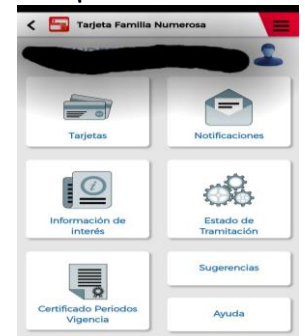 Tarjeta Familia Numerosa
Tarjetas
Notificaciones
Información de
interés
Estado de
Tramitación
Sugerencias
Certificado Periodos
Vigencia
Ayuda